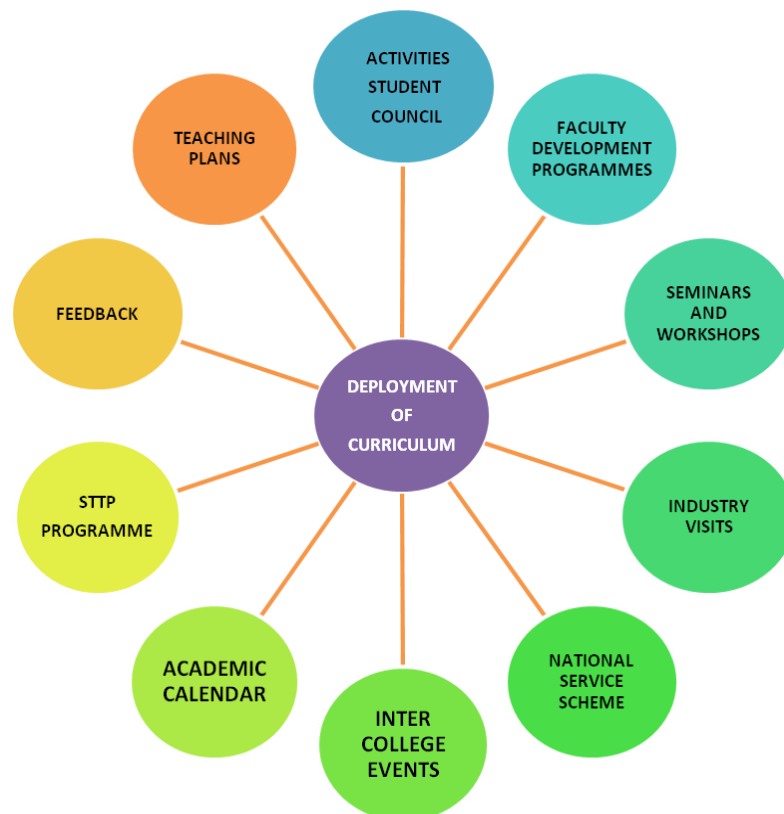 ACTIVITIES
STUDENT
COUNCIL
FACULTY
DEVELOPMENT
PROGRAMMES
SEMINARS
AND
WORKSHOPS
INDUSTRY
VISITS
NATIONAL
SERVICE
SCHEME
INTER
COLLEGE
EVENTS
ACADEMIC
CALENDAR
STTP
PROGRAMME
FEEDBACK
TEACHING
PLANS
DEPLOYMENT
OF
CURRICULUM